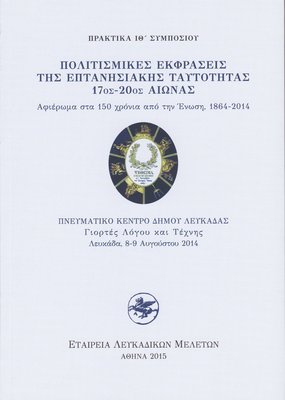 ΠΡΑΚΤΙΚΑ ΙΘ΄ ΣΥΜΠΟΣΙΟΥ
ΠΟΛΙΤΙΣΜΙΚΕΣ ΕΚΦΡΑΣΕΙΣ
ΤΗΣ ΕΠΤΑΝΗΣΙΑΚΗΣ ΤΑΥΤΟΤΗΤΑΣ
17ος-20ος ΑΙΩΝΑΣ
Αφιέρωμα στα 150 χρόνια από την Ένωση, 1864-2014
ΠΝΕΥΜΑΤΙΚΟ ΚΕΝΤΡΟ ΔΗΜΟΥ ΛΕΥΚΑΔΑΣ
Γιορτές Λόγου και Τέχνης
Λευκάδα, 8-9 Αυγούστου 2014
ΕΤΑΙΡΕΙΑ ΛΕΥΚΑΔΙΚΩΝ ΜΕΛΕΤΩΝ
ΑΘΗΝΑ 2015